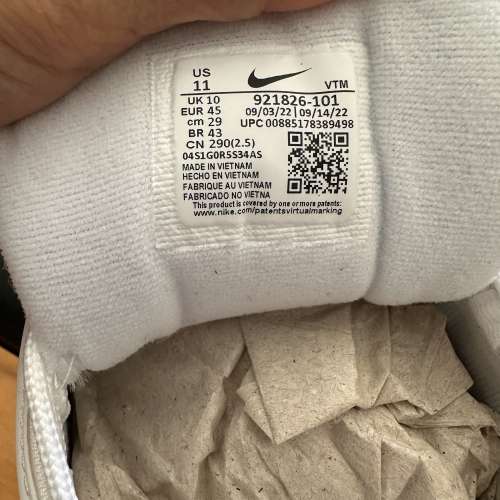 US
11
VTM
UK 10
921826-101
EUR 45
09/03/22 | 09/14/22
cm 29
UPC 00885178389498
BR 43
CN 290(2.5)
04S1G0R5S34AS
MADE IN VIETNAM
HECHO EN VIETNAM
FABRIQUE AU VIETNAM
FABRICADO NO VIETNA
This product is covered by one or more patents:
www.nike.com/patentsvirtualmarking